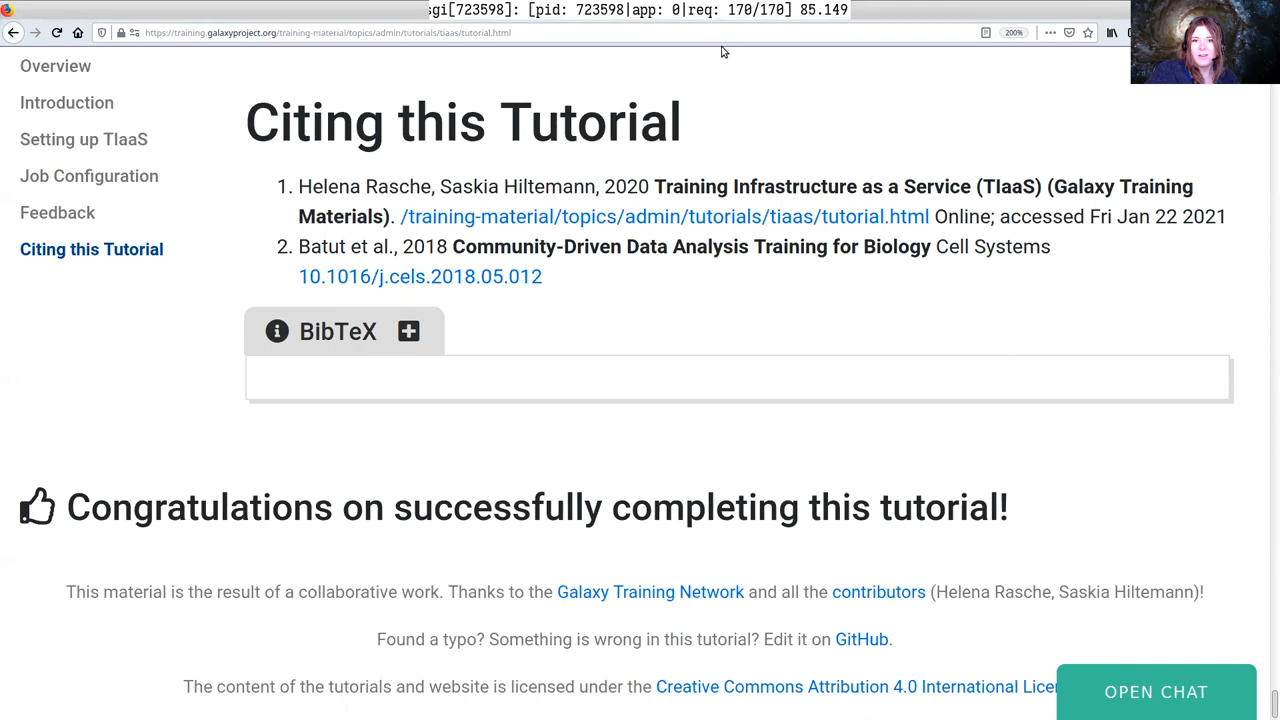 sgi[723598]: [pid: 723598|app: 0|req: 170/170] 85.149
https://training.galaxyproject.org/training-material/topics/admin/tutorials/tiaas/tutorial.html
200%
Overview
Introduction
Setting up TIaaS
Job Configuration
Feedback
Citing this Tutorial
Citing this Tutorial
1. Helena Rasche, Saskia Hiltemann, 2020 Training Infrastructure as a Service (TIaaS) (Galaxy Training
Materials). /training-material/topics/admin/tutorials/tiaas/tutorial.html Online; accessed Fri Jan 22 2021
2. Batut et al., 2018 Community-Driven Data Analysis Training for Biology Cell Systems
10.1016/j.cels.2018.05.012
BibTeX
Congratulations on successfully completing this tutorial!
This material is the result of a collaborative work. Thanks to the Galaxy Training Network and all the contributors (Helena Rasche, Saskia Hiltemann)!
Found a typo? Something is wrong in this tutorial? Edit it on GitHub.
The content of the tutorials and website is licensed under the Creative Commons Attribution 4.0 International Licen
OPEN CHAT